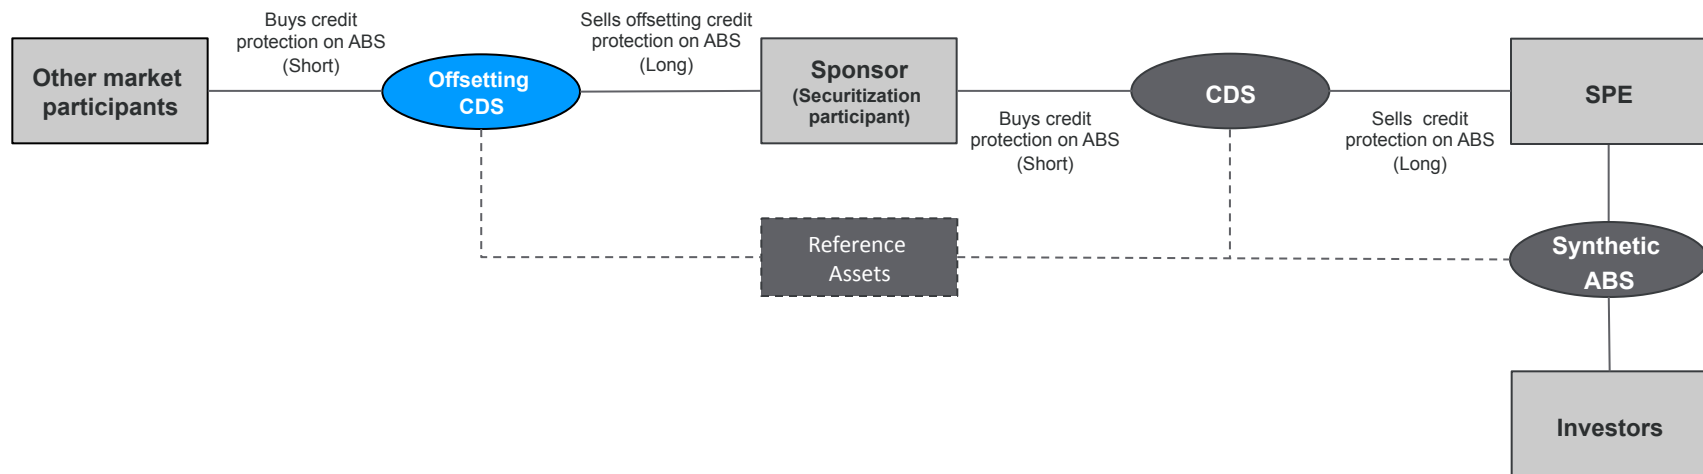 Buys credit
protection on ABS
(Short)
Sells offsetting credit
protection on ABS
(Long)
Other market
participants
Offsetting
CDS
Sponsor
(Securitization
participant)
CDS
SPE
Buys credit
protection on ABS
(Short)
Sells credit
protection on ABS
(Long)
Reference
Assets
Synthetic
ABS
Investors